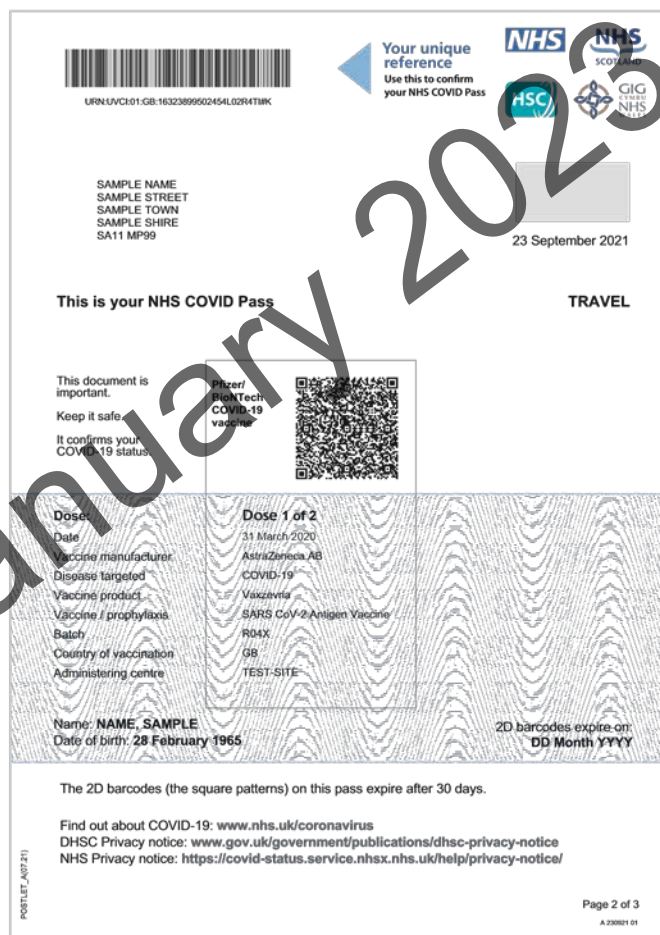 Your unique
reference
Use this to confirm
your NHS COVID Pass
NHS
NHS
SCOTLAND
HSC
GIG
CYMRU
NHS
WALES
SAMPLE NAME
SAMPLE STREET
SAMPLE TOWN
SAMPLE SHIRE
SA11 MP99
23 September 2021
This is your NHS COVID Pass
TRAVEL
This document is
important.
Keep it safe.
It confirms your
COVID-19 status.
Pfizer/
BioNTech
COVID-19
vaccine
Dose: Dose 1 of 2
Date 31 March 2020
Vaccine manufacturer AstraZeneca AB
Disease targeted COVID-19
Vaccine product Vaxzevria
Vaccine / prophylaxis SARS CoV-2 Antigen Vaccine
Batch R04X
Country of vaccination GB
Administering centre TEST-SITE
Name: NAME, SAMPLE
Date of birth: 28 February 1965
2D barcodes expire on:
DD Month YYYY
The 2D barcodes (the square patterns) on this pass expire after 30 days.
Find out about COVID-19: www.nhs.uk/coronavirus
DHSC Privacy notice: www.gov.uk/government/publications/dhsc-privacy-notice
NHS Privacy notice: https://covid-status.service.nhsx.nhs.uk/help/privacy-notice/
POSTLET_A(07.21)
Page 2 of 3
A 230921 01
2023